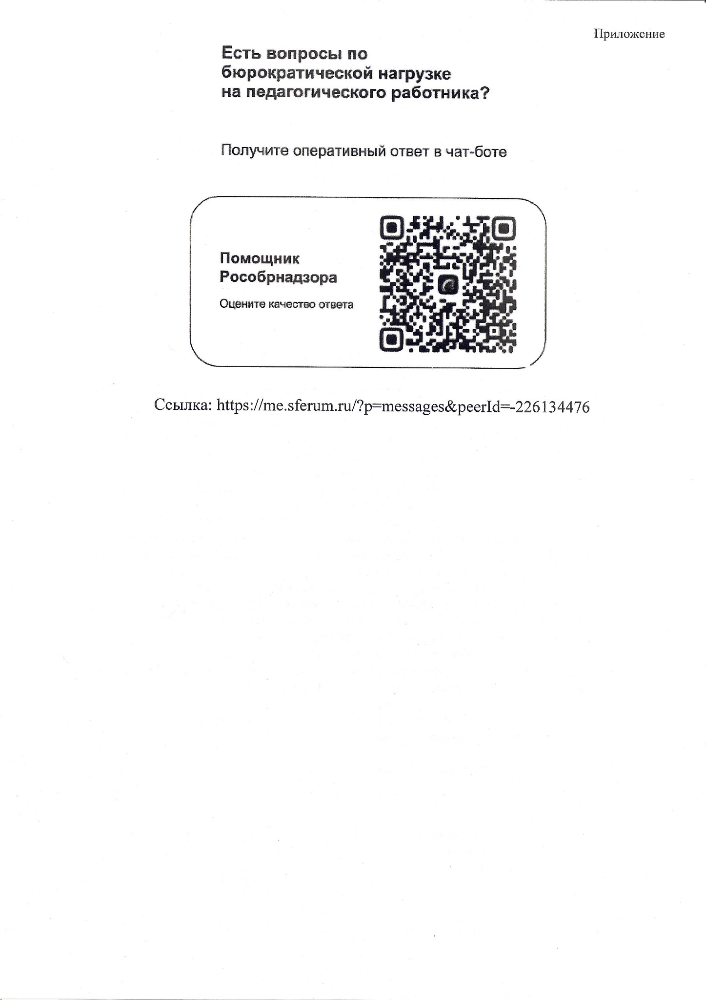 Приложение
Есть вопросы по
бюрократической нагрузке
на педагогического работника?
Получите оперативный ответ в чат-боте
Помощник
Рособрнадзора
Оцените качество ответа
Ссылка: https://me.sferum.ru/?p=messages&peerId=-226134476